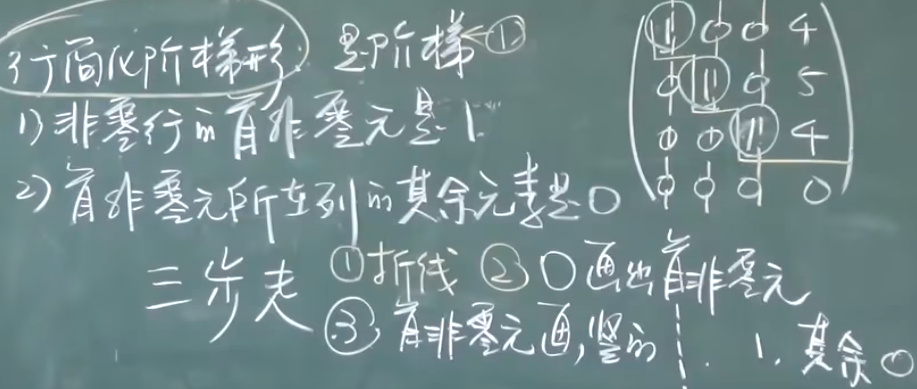 行简化阶梯形: 是阶梯←①
1) 非零行的首非零元是"1"
2) 首非零元所在列的其余元素是0
三步走 ①折线 ②〇画出首非零元
③ 首非零元画竖的 1, 其余0
1 0 0 4
0 1 0 5
0 0 1 4
0 0 0 0